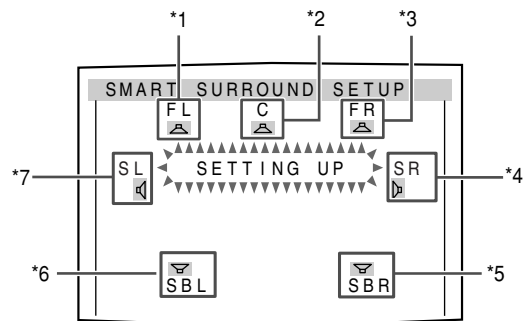 *1 *2 *3
SMART SURROUND SETUP
FL C FR
SL SETTING UP SR
*7 *4
*6 *5
SBL SBR